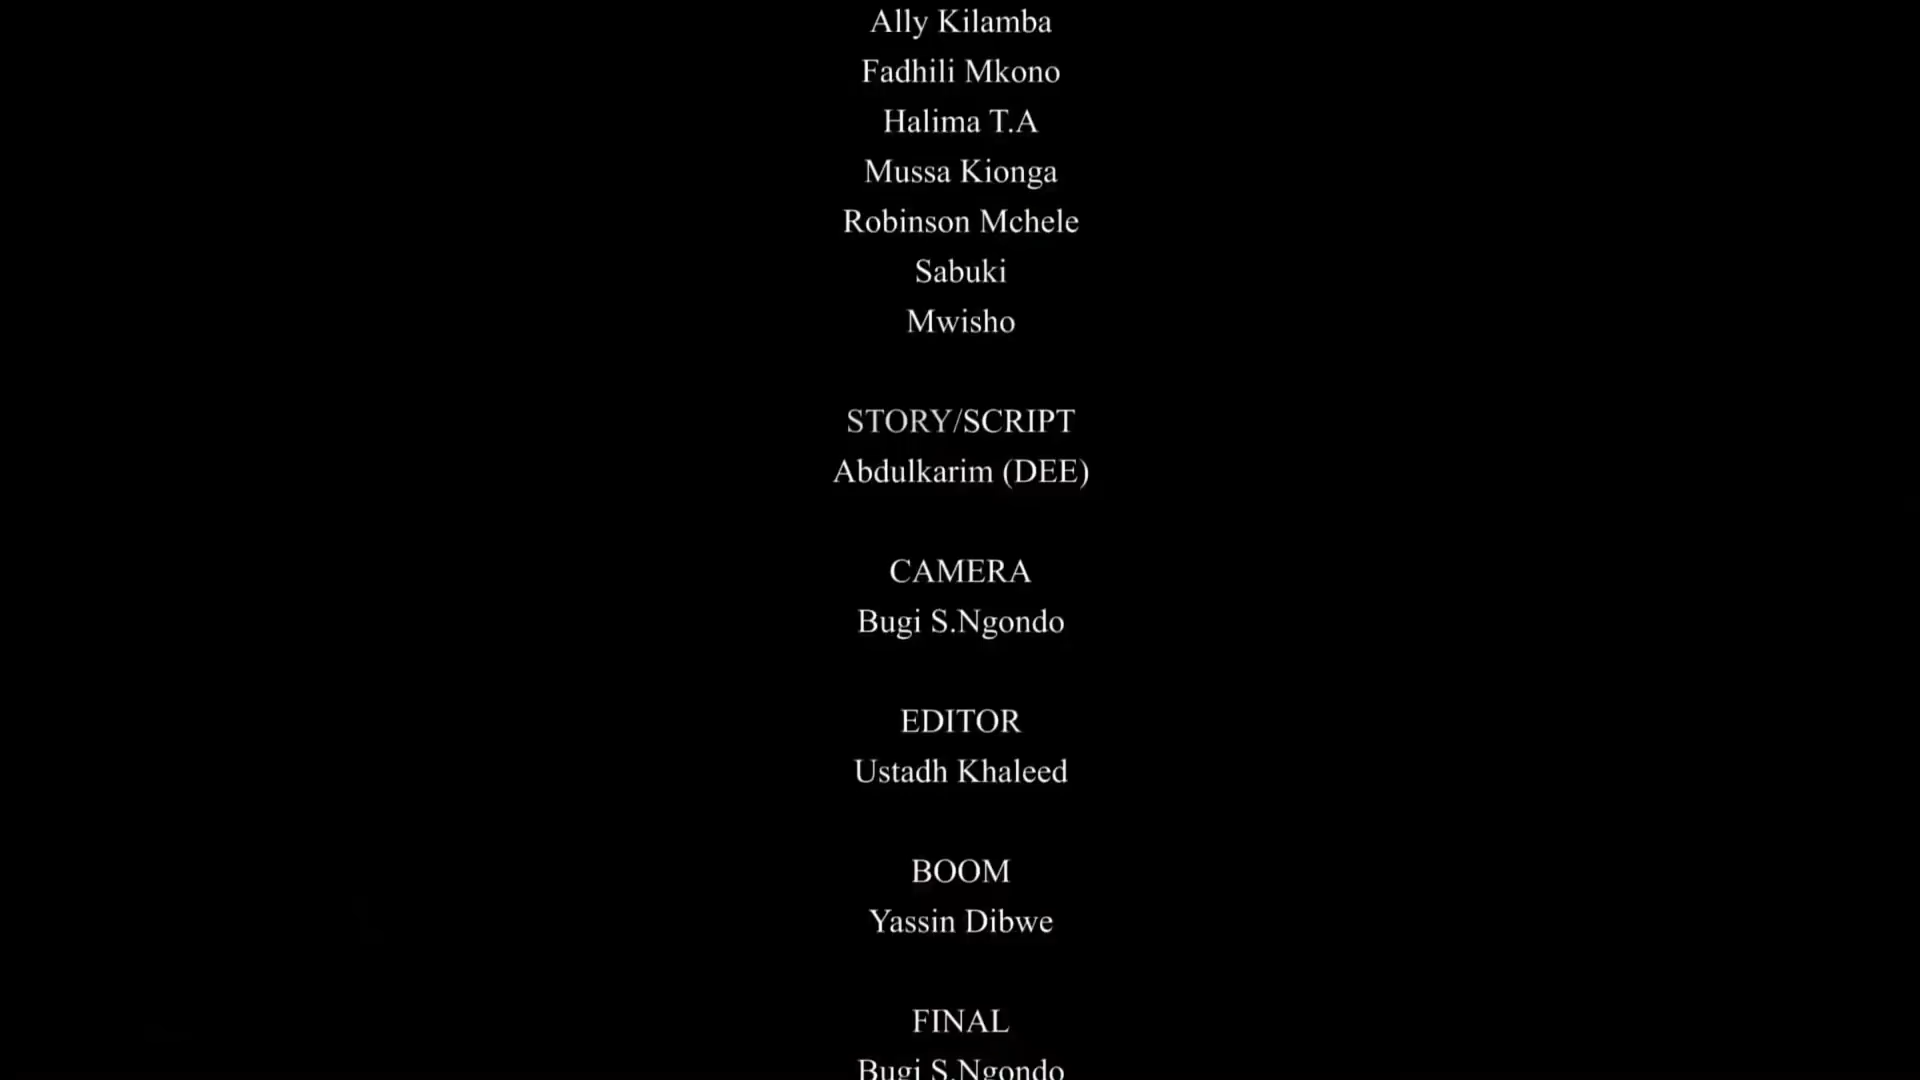 Ally Kilamba
Fadhili Mkono
Halima T.A
Mussa Kionga
Robinson Mchele
Sabuki
Mwisho
STORY/SCRIPT
Abdulkarim (DEE)
CAMERA
Bugi S.Ngondo
EDITOR
Ustadh Khaleed
BOOM
Yassin Dibwe
FINAL
Bugi S.Ngondo